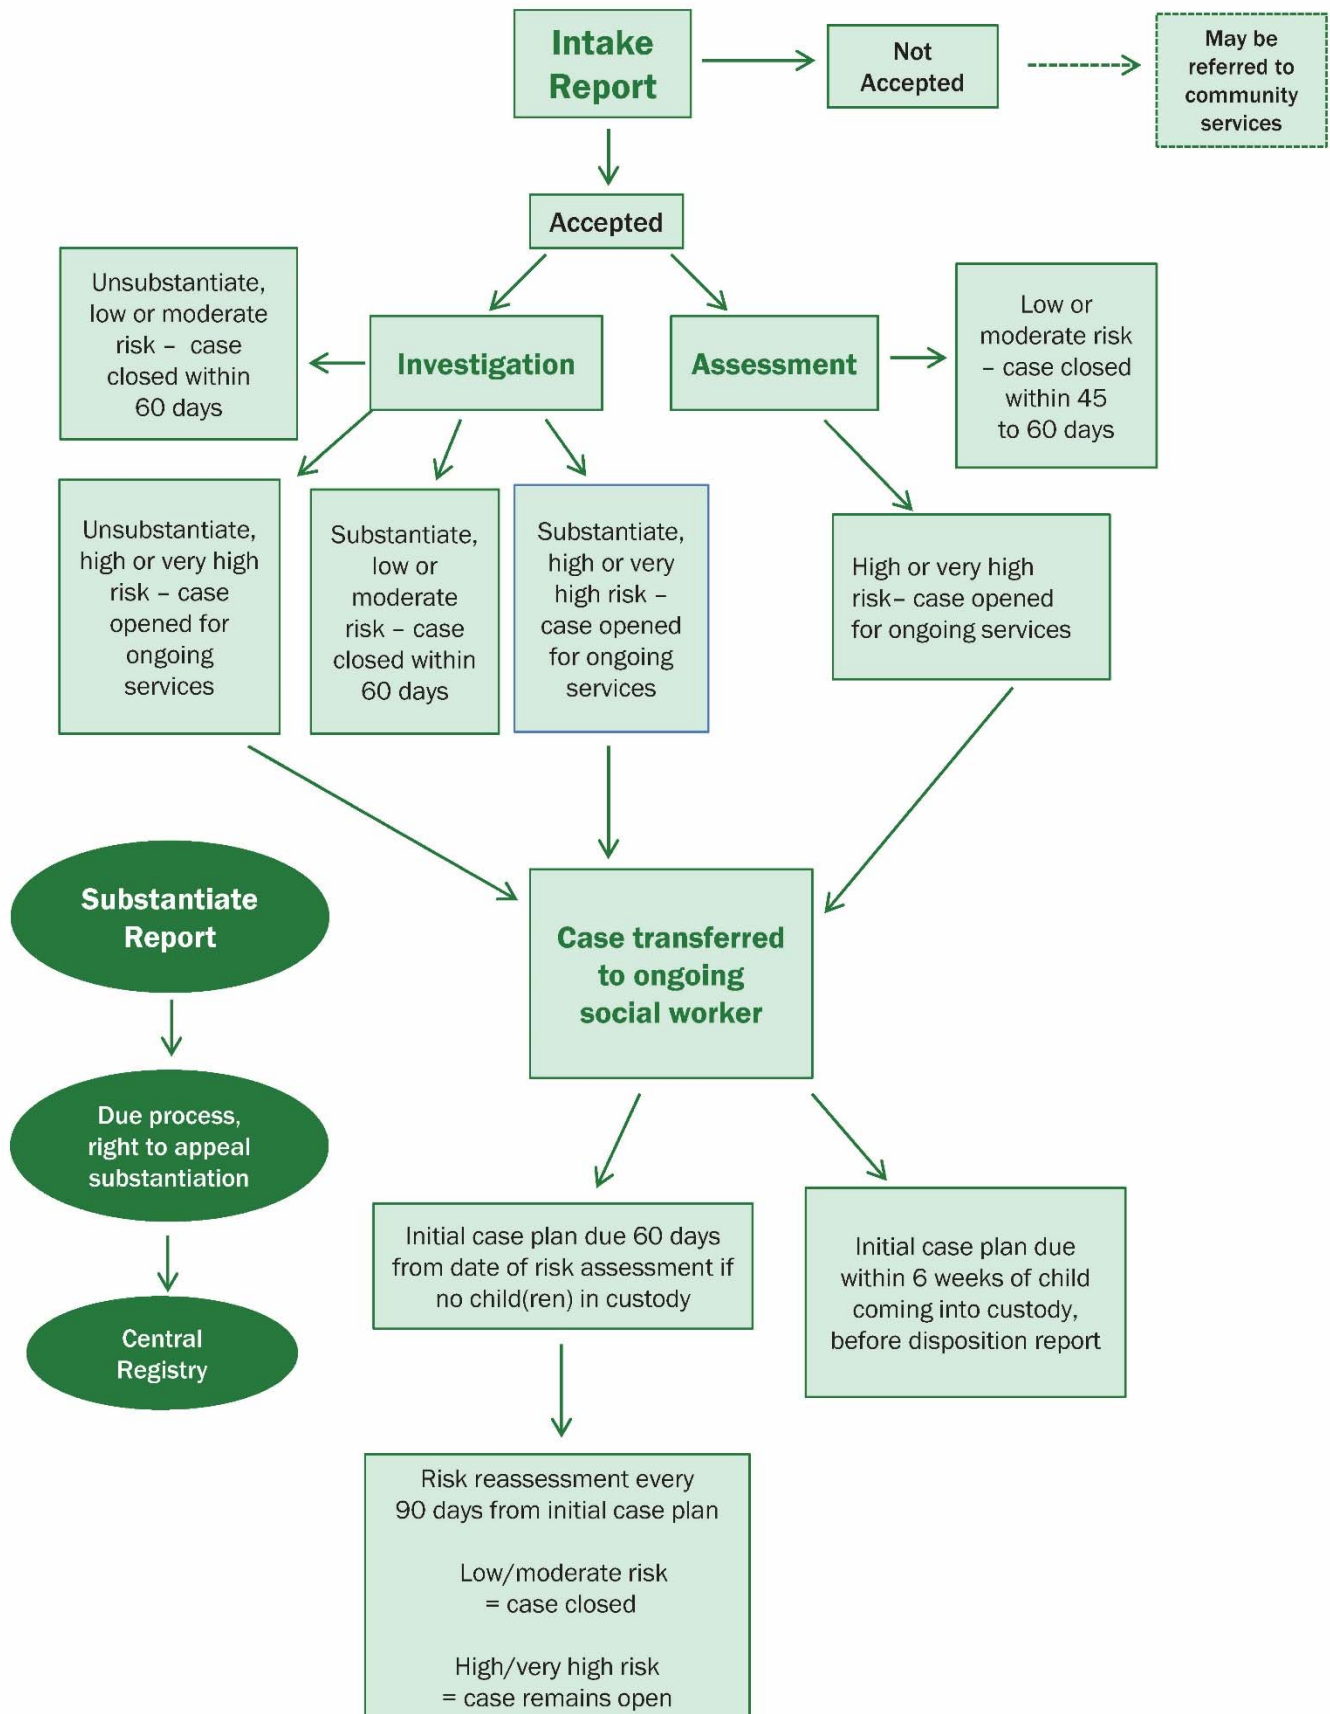 Intake
Report
Not
Accepted
May be
referred to
community
services
Accepted
Unsubstantiate,
low or moderate
risk –  case
closed within
60 days
Investigation
Assessment
Low or
moderate risk
– case closed
within 45
to 60 days
Unsubstantiate,
high or very high
risk – case
opened for
ongoing
services
Substantiate,
low or
moderate
risk – case
closed within
60 days
Substantiate,
high or very
high risk –
case opened
for ongoing
services
High or very high
risk– case opened
for ongoing services
Substantiate
Report
Case transferred
to ongoing
social worker
Due process,
right to appeal
substantiation
Central
Registry
Initial case plan due 60 days
from date of risk assessment if
no child(ren) in custody
Initial case plan due
within 6 weeks of child
coming into custody,
before disposition report
Risk reassessment every
90 days from initial case plan
Low/moderate risk
= case closed
High/very high risk
= case remains open